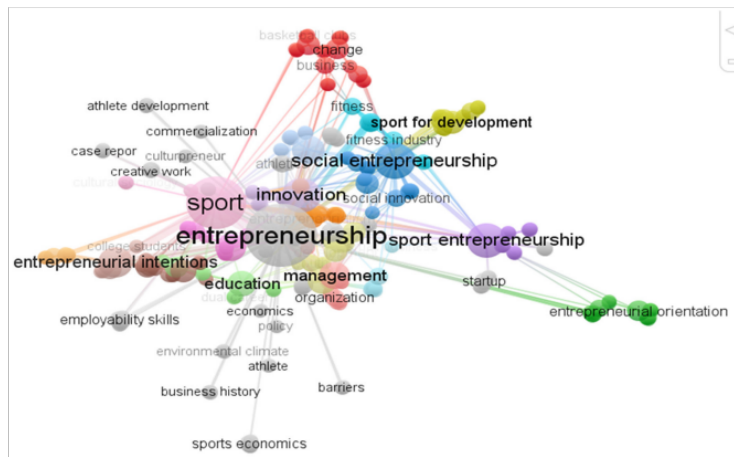 basketball clubs
change
business
athlete development
fitness
commercialization
sport for development
case repor
culturpreneur
fitness industry
creative work
athlete
social entrepreneurship
innovation
social innovation
sport
entrepreneurship
sport entrepreneurship
college students
entrepreneurial intentions
education
management
startup
organization
economics
entrepreneurial orientation
employability skills
policy
environmental climate
athlete
business history
barriers
sports economics